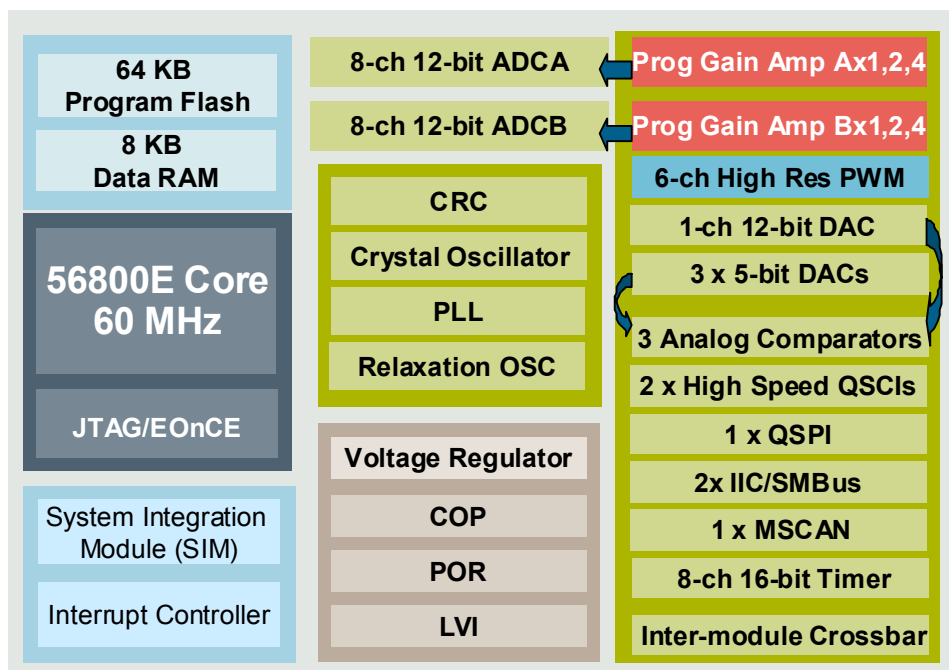 64 KB
Program Flash
8 KB
Data RAM
56800E Core
60 MHz
JTAG/EOnCE
System Integration
Module (SIM)
Interrupt Controller
8-ch 12-bit ADCA
8-ch 12-bit ADCB
CRC
Crystal Oscillator
PLL
Relaxation OSC
Voltage Regulator
COP
POR
LVI
Prog Gain Amp Ax1,2,4
Prog Gain Amp Bx1,2,4
6-ch High Res PWM
1-ch 12-bit DAC
3 x 5-bit DACs
3 Analog Comparators
2 x High Speed QSCIs
1 x QSPI
2x IIC/SMBus
1 x MSCAN
8-ch 16-bit Timer
Inter-module Crossbar